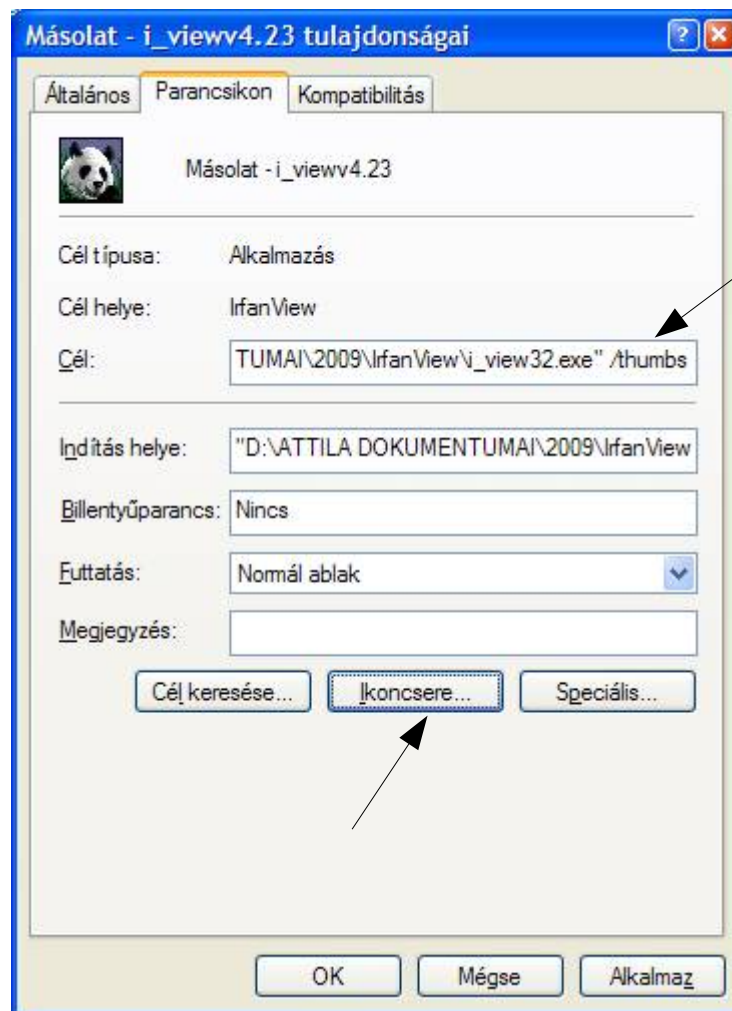 Másolat - i_viewv4.23 tulajdonságai
Általános Parancsikon Kompatibilitás
Másolat - i_viewv4.23
Cél típusa: Alkalmazás
Cél helye: IrfanView
Cél: TUMAI\2009\IrfanView\i_view32.exe" /thumbs
Indítás helye: "D:\ATTILA DOKUMENTUMAI\2009\IrfanView
Billentyűparancs: Nincs
Futtatás: Normál ablak
Megjegyzés:
Cél keresése... Ikoncsere... Speciális...
OK Mégse Alkalmaz